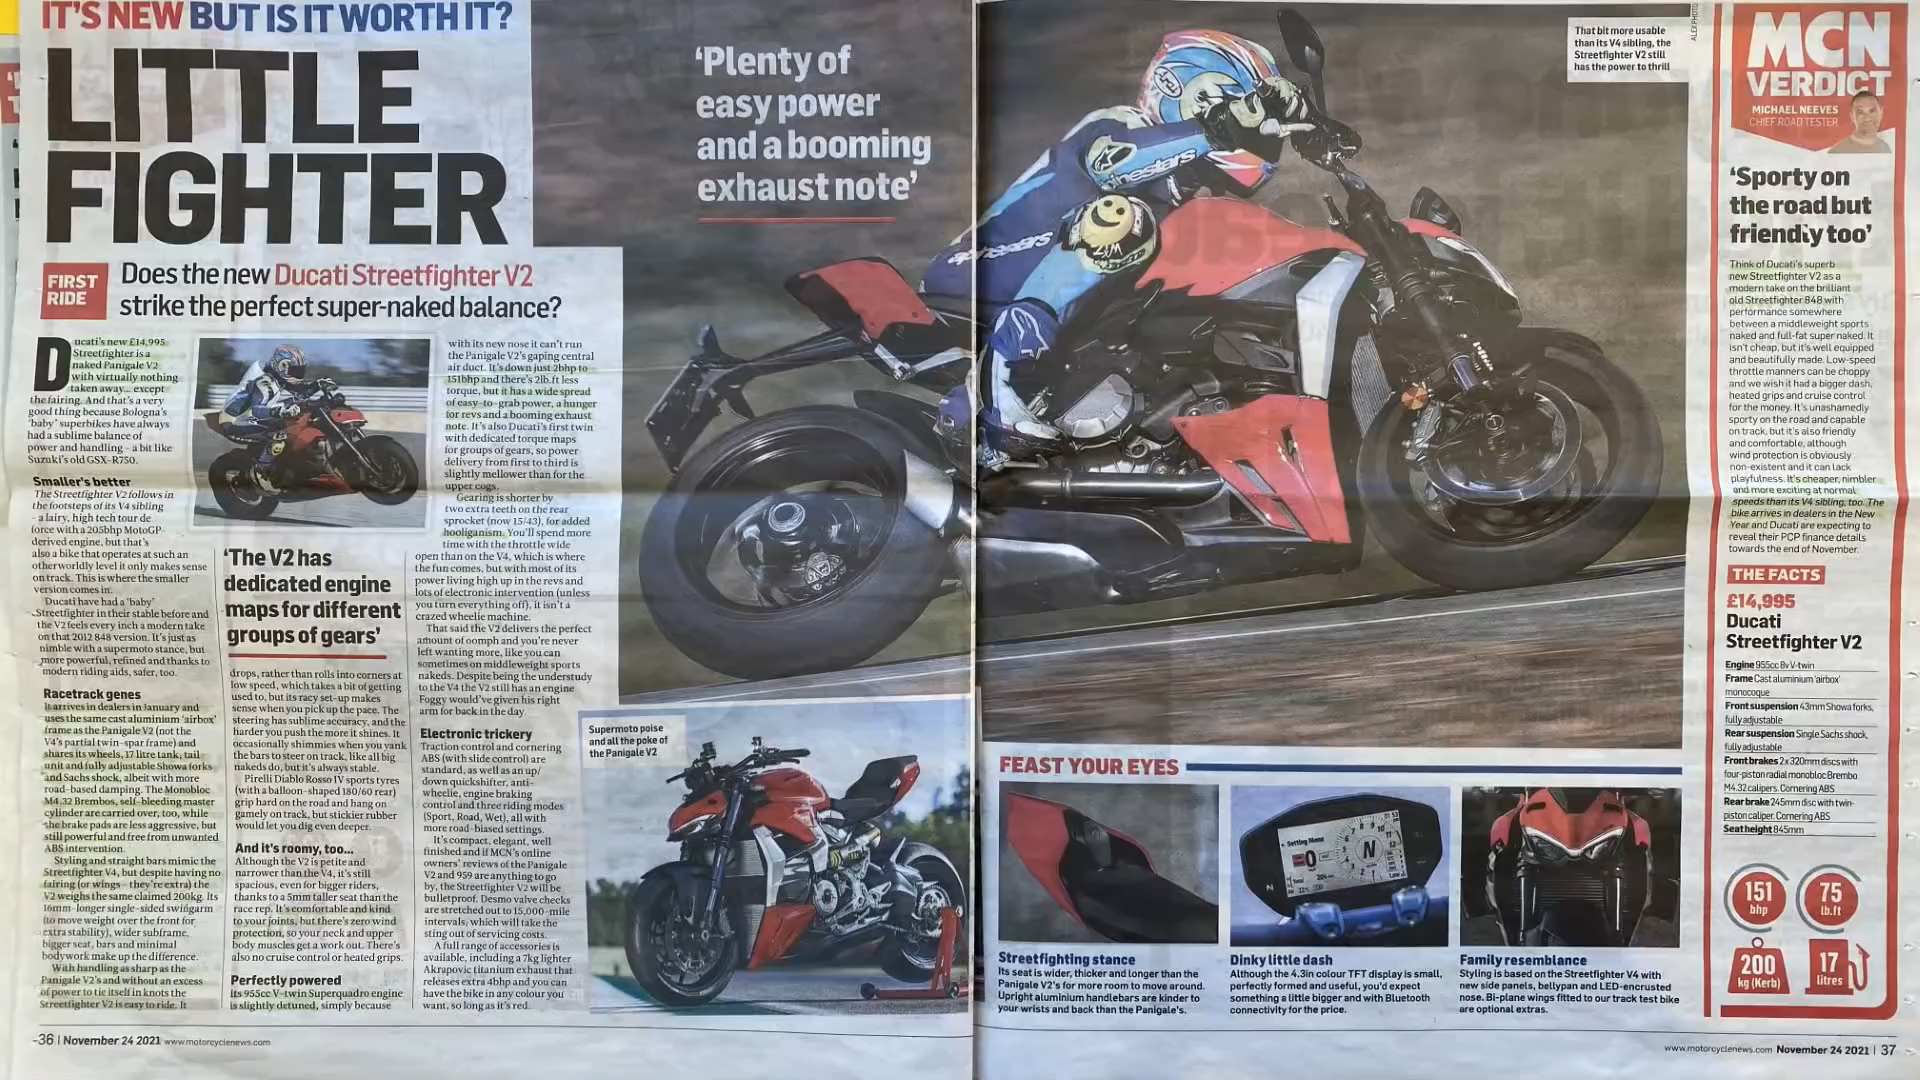 IT'S NEW BUT IS IT WORTH IT?
LITTLE
FIGHTER
FIRST
RIDE
Does the new Ducati Streetfighter V2
strike the perfect super-naked balance?
Ducati's new £14,995
Streetfighter is a
naked Panigale V2
with virtually nothing
taken away... except
the fairing. And that's a very
good thing because Bologna's
'baby' superbikes have always
had a sublime balance of
power and handling – a bit like
Suzuki's old GSX-R750.
Smaller's better
The Streetfighter V2 follows in
the footsteps of its V4 sibling
– a lairy, high tech tour de
force with a 205bhp MotoGP-
derived engine, but that's
also a bike that operates at such an
otherworldly level it only makes sense
on track. This is where the smaller
version comes in.
Ducati have had a 'baby'
Streetfighter in their stable before and
the V2 feels every inch a modern take
on that 2012 848 version. It's just as
nimble with a supermoto stance, but
more powerful, refined and thanks to
modern riding aids, safer, too.
Racetrack genes
It arrives in dealers in January and
uses the same cast aluminium 'airbox'
frame as the Panigale V2 (not the
V4's partial twin-spar frame) and
shares its wheels, 17 litre tank, tail
unit and fully adjustable Showa forks
and Sachs shock, albeit with more
road-based damping. The Monobloc
M4.32 Brembos, self-bleeding master
cylinder are carried over, too, while
the brake pads are less aggressive, but
still powerful and free from unwanted
ABS intervention.
Styling and straight bars mimic the
Streetfighter V4, but despite having no
fairing (or wings – they're extra) the
V2 weighs the same claimed 200kg. Its
16mm-longer single-sided swingarm
(to move weight over the front for
extra stability), wider subframe,
bigger seat, bars and minimal
bodywork make up the difference.
With handling as sharp as the
Panigale V2's and without an excess
of power to tie itself in knots the
Streetfighter V2 is easy to ride. It
'The V2 has
dedicated engine
maps for different
groups of gears'
drops, rather than rolls into corners at
low speed, which takes a bit of getting
used to, but its racy set-up makes
sense when you pick up the pace. The
steering has sublime accuracy, and the
harder you push the more it shines. It
occasionally shimmies when you yank
the bars to steer on track, like all big
nakeds do, but it's always stable.
Pirelli Diablo Rosso IV sports tyres
(with a balloon-shaped 180/60 rear)
grip hard on the road and hang on
gamely on track, but stickier rubber
would let you dig even deeper.
And it's roomy, too...
Although the V2 is petite and
narrower than the V4, it's still
spacious, even for bigger riders,
thanks to a 5mm taller seat than the
race rep. It's comfortable and kind
to your joints, but there's zero wind
protection, so your neck and upper
body muscles get a work out. There's
also no cruise control or heated grips.
Perfectly powered
Its 955cc V-twin Superquadro engine
is slightly detuned, simply because
with its new nose it can't run
the Panigale V2's gaping central
air duct. It's down just 2bhp to
151bhp and there's 2lb.ft less
torque, but it has a wide spread
of easy-to-grab power, a hunger
for revs and a booming exhaust
note. It's also Ducati's first twin
with dedicated torque maps
for groups of gears, so power
delivery from first to third is
slightly mellower than for the
upper cogs.
Gearing is shorter by
two extra teeth on the rear
sprocket (now 15/43), for added
hooliganism. You'll spend more
time with the throttle wide
open than on the V4, which is where
the fun comes, but with most of its
power living high up in the revs and
lots of electronic intervention (unless
you turn everything off), it isn't a
crazed wheelie machine.
That said the V2 delivers the perfect
amount of oomph and you're never
left wanting more, like you can
sometimes on middleweight sports
nakeds. Despite being the understudy
to the V4 the V2 still has an engine
Foggy would've given his right
arm for back in the day.
Electronic trickery
Traction control and cornering
ABS (with slide control) are
standard, as well as an up/
down quickshifter, anti-
wheelie, engine braking
control and three riding modes
(Sport, Road, Wet), all with
more road-biased settings.
It's compact, elegant, well
finished and if MCN's online
owners' reviews of the Panigale
V2 and 959 are anything to go
by, the Streetfighter V2 will be
bulletproof. Desmo valve checks
are stretched out to 15,000-mile
intervals, which will take the
sting out of servicing costs.
A full range of accessories is
available, including a 7kg lighter
Akrapovic titanium exhaust that
releases extra 4bhp and you can
have the bike in any colour you
want, so long as it's red.
'Plenty of
easy power
and a booming
exhaust note'
Supermoto poise
and all the poke of
the Panigale V2
-36 | November 24 2021 www.motorcyclenews.com
ALEX PHOTO
That bit more usable
than its V4 sibling, the
Streetfighter V2 still
has the power to thrill
alpinestars
alpinestars
FEAST YOUR EYES
Setting Menu
N
Streetfighting stance
Its seat is wider, thicker and longer than the
Panigale V2's for more room to move around.
Upright aluminium handlebars are kinder to
your wrists and back than the Panigale's.
Dinky little dash
Although the 4.3in colour TFT display is small,
perfectly formed and useful, you'd expect
something a little bigger and with Bluetooth
connectivity for the price.
Family resemblance
Styling is based on the Streetfighter V4 with
new side panels, bellypan and LED-encrusted
nose. Bi-plane wings fitted to our track test bike
are optional extras.
MCN
VERDICT
MICHAEL NEEVES
CHIEF ROAD TESTER
'Sporty on
the road but
friendly too'
Think of Ducati's superb
new Streetfighter V2 as a
modern take on the brilliant
old Streetfighter 848 with
performance somewhere
between a middleweight sports
naked and full-fat super naked. It
isn't cheap, but it's well equipped
and beautifully made. Low-speed
throttle manners can be choppy
and we wish it had a bigger dash,
heated grips and cruise control
for the money. It's unashamedly
sporty on the road and capable
on track, but it's also friendly
and comfortable, although
wind protection is obviously
non-existent and it can lack
playfulness. It's cheaper, nimbler
and more exciting at normal
speeds than its V4 sibling, too. The
bike arrives in dealers in the New
Year and Ducati are expecting to
reveal their PCP finance details
towards the end of November.
THE FACTS
£14,995
Ducati
Streetfighter V2
Engine 955cc 8v V-twin
Frame Cast aluminium 'airbox'
monocoque
Front suspension 43mm Showa forks,
fully adjustable
Rear suspension Single Sachs shock,
fully adjustable
Front brakes 2 x 320mm discs with
four-piston radial monobloc Brembo
M4.32 calipers. Cornering ABS
Rear brake 245mm disc with twin-
piston caliper. Cornering ABS
Seat height 845mm
151
bhp
75
lb.ft
200
kg (Kerb)
17
litres
www.motorcyclenews.com November 24 2021 | 37